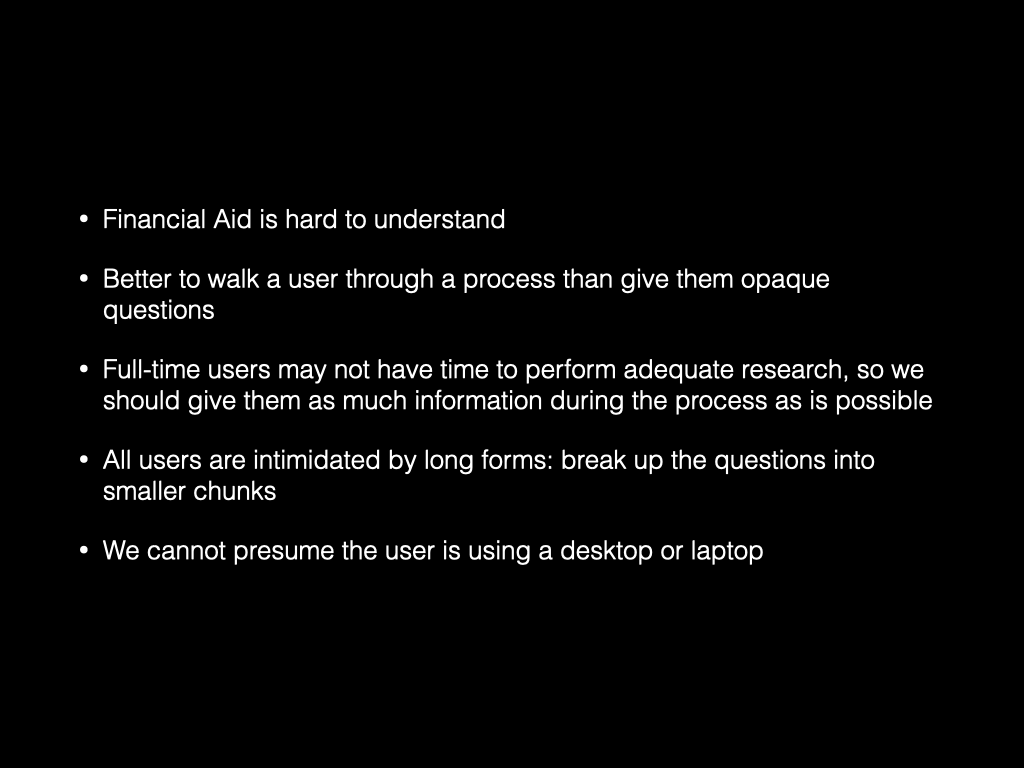 • Financial Aid is hard to understand
• Better to walk a user through a process than give them opaque
questions
• Full-time users may not have time to perform adequate research, so we
should give them as much information during the process as is possible
• All users are intimidated by long forms: break up the questions into
smaller chunks
• We cannot presume the user is using a desktop or laptop